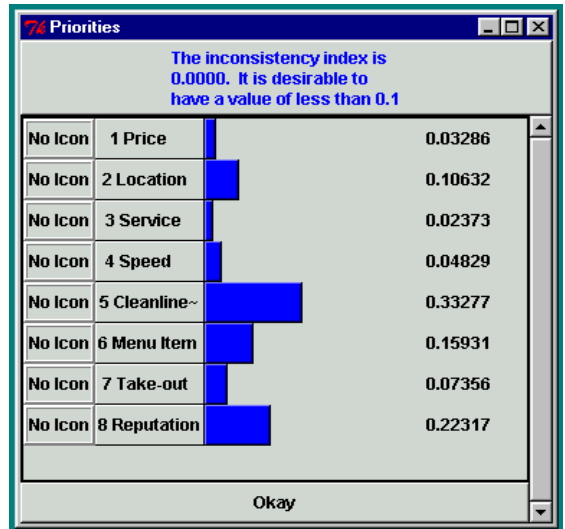 Priorities
The inconsistency index is
0.0000. It is desirable to
have a value of less than 0.1
No Icon 1 Price 0.03286
No Icon 2 Location 0.10632
No Icon 3 Service 0.02373
No Icon 4 Speed 0.04829
No Icon 5 Cleanline~ 0.33277
No Icon 6 Menu Item 0.15931
No Icon 7 Take-out 0.07356
No Icon 8 Reputation 0.22317
Okay